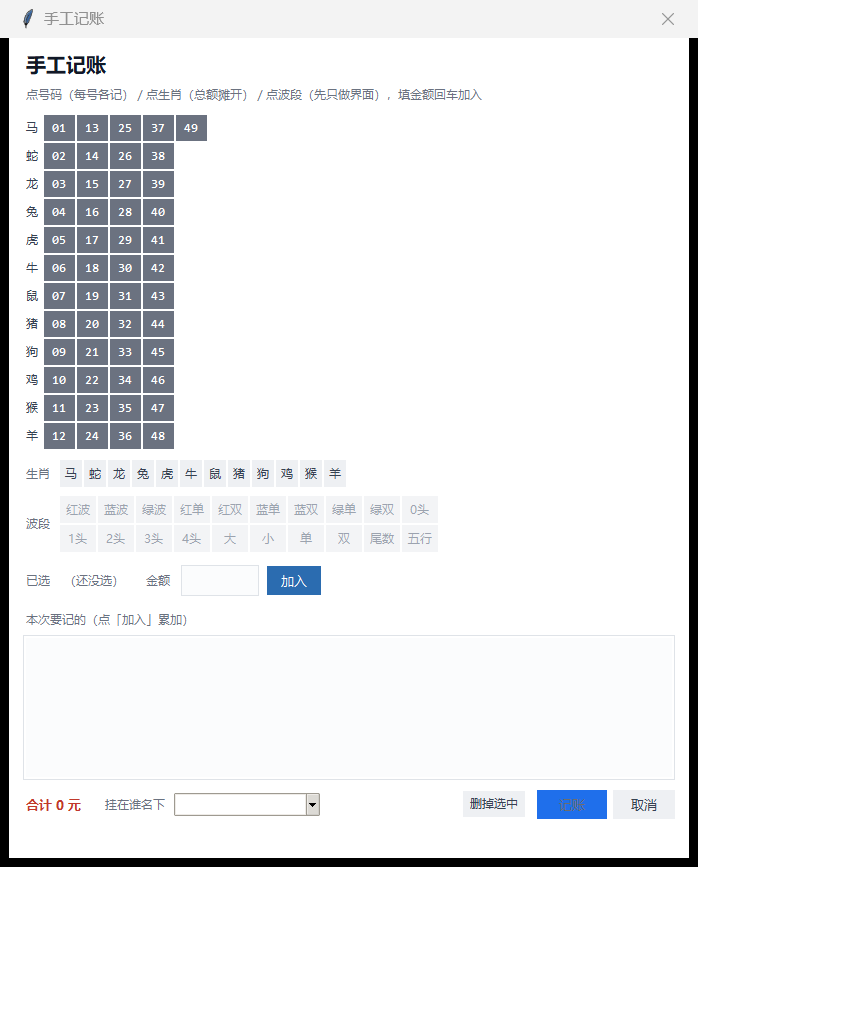 手工记账
手工记账
点号码（每号各记） / 点生肖（总额摊开） / 点波段（先只做界面），填金额回车加入
马 01 13 25 37 49
蛇 02 14 26 38
龙 03 15 27 39
兔 04 16 28 40
虎 05 17 29 41
牛 06 18 30 42
鼠 07 19 31 43
猪 08 20 32 44
狗 09 21 33 45
鸡 10 22 34 46
猴 11 23 35 47
羊 12 24 36 48
生肖 马 蛇 龙 兔 虎 牛 鼠 猪 狗 鸡 猴 羊
波段 红波 蓝波 绿波 红单 红双 蓝单 蓝双 绿单 绿双 0头
1头 2头 3头 4头 大 小 单 双 尾数 五行
已选 （还没选） 金额 加入
本次要记的（点「加入」累加）
合计 0 元 挂在谁名下 删掉选中 记账 取消